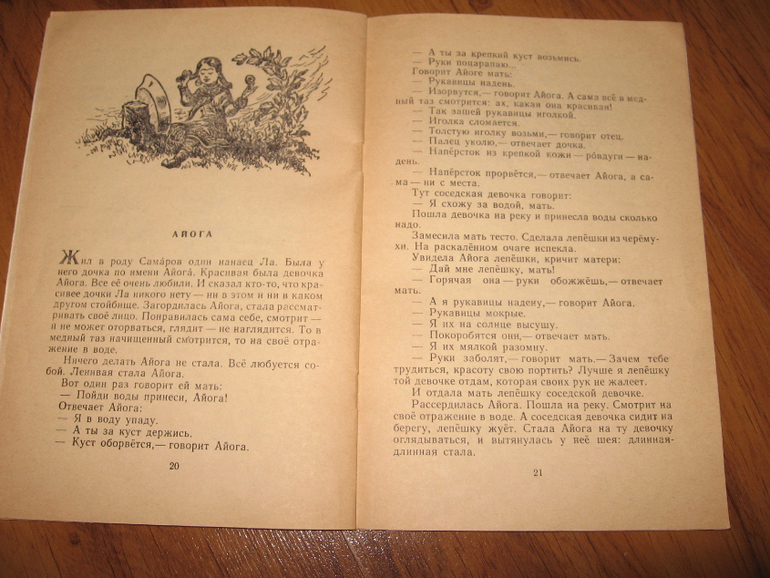 АЙОГА
Жил в роду Сама́ров один нанаец Ла. Была у
него дочка по имени Айога́. Красивая была девочка
Айога. Все её очень любили. И сказал кто-то, что кра-
сивее дочки Ла никого нету — ни в этом и ни в каком
другом стойбище. Загордилась Айога, стала рассмат-
ривать своё лицо. Понравилась сама себе, смотрит —
и не может оторваться, глядит — не наглядится. То в
медный таз начищенный смотрится, то на своё отра-
жение в воде.
Ничего делать Айога не стала. Всё любуется со-
бой. Ленивая стала Айога.
Вот один раз говорит ей мать:
— Пойди воды принеси, Айога!
Отвечает Айога:
— Я в воду упаду.
— А ты за куст держись.
— Куст оборвётся,— говорит Айога.
20
— А ты за крепкий куст возьмись.
— Руки поцарапаю...
Говорит Айоге мать:
— Рукавицы надень.
— Изорвутся,— говорит Айога. А сама всё в мед-
ный таз смотрится: ах, какая она красивая!
— Так зашей рукавицы иголкой.
— Иголка сломается.
— Толстую иголку возьми,— говорит отец.
— Палец уколю,— отвечает дочка.
— Напёрсток из крепкой кожи — ро́вдуги — на-
день.
— Напёрсток прорвётся,— отвечает Айога, а са-
ма — ни с места.
Тут соседская девочка говорит:
— Я схожу за водой, мать.
Пошла девочка на реку и принесла воды сколько
надо.
Замесила мать тесто. Сделала лепёшки из черёму-
хи. На раскалённом очаге испекла.
Увидела Айога лепёшки, кричит матери:
— Дай мне лепёшку, мать!
— Горячая она — руки обожжёшь,— отвечает
мать.
— А я рукавицы надену,— говорит Айога.
— Рукавицы мокрые.
— Я их на солнце высушу.
— Покоробятся они,— отвечает мать.
— Я их мялкой разомну.
— Руки заболят,— говорит мать.— Зачем тебе
трудиться, красоту свою портить? Лучше я лепёшку
той девочке отдам, которая своих рук не жалеет.
И отдала мать лепёшку соседской девочке.
Рассердилась Айога. Пошла на реку. Смотрит на
своё отражение в воде. А соседская девочка сидит на
берегу, лепёшку жуёт. Стала Айога на ту девочку
оглядываться, и вытянулась у неё шея: длинная-
длинная стала.
21